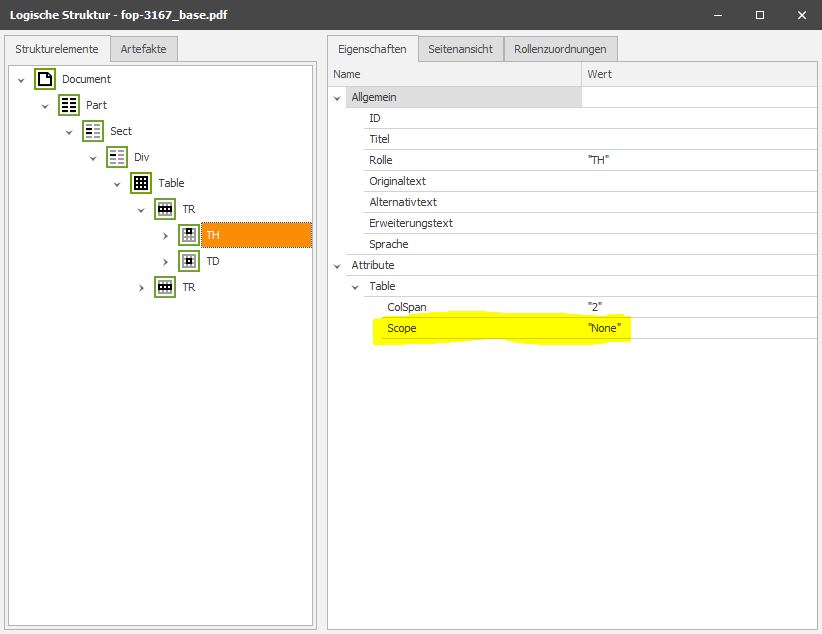 Logische Struktur - fop-3167_base.pdf
Strukturelemente Artefakte
Document
Part
Sect
Div
Table
TR
TH
TD
TR
Eigenschaften Seitenansicht Rollenzuordnungen
Name Wert
Allgemein
ID
Titel
Rolle "TH"
Originaltext
Alternativtext
Erweiterungstext
Sprache
Attribute
Table
ColSpan "2"
Scope "None"